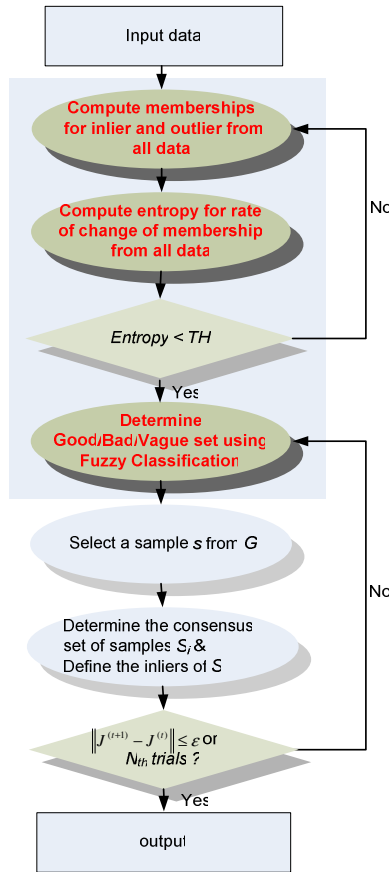 Input data
Compute memberships
for inlier and outlier from
all data
No
Compute entropy for rate
of change of membership
from all data
Entropy < TH
Yes
Determine
Good/Bad/Vague set using
Fuzzy Classification
Select a sample s from G
No
Determine the consensus
set of samples S_i &
Define the inliers of S
‖J^(t+1) − J^(t)‖ ≤ ε or
N_th trials ?
Yes
output